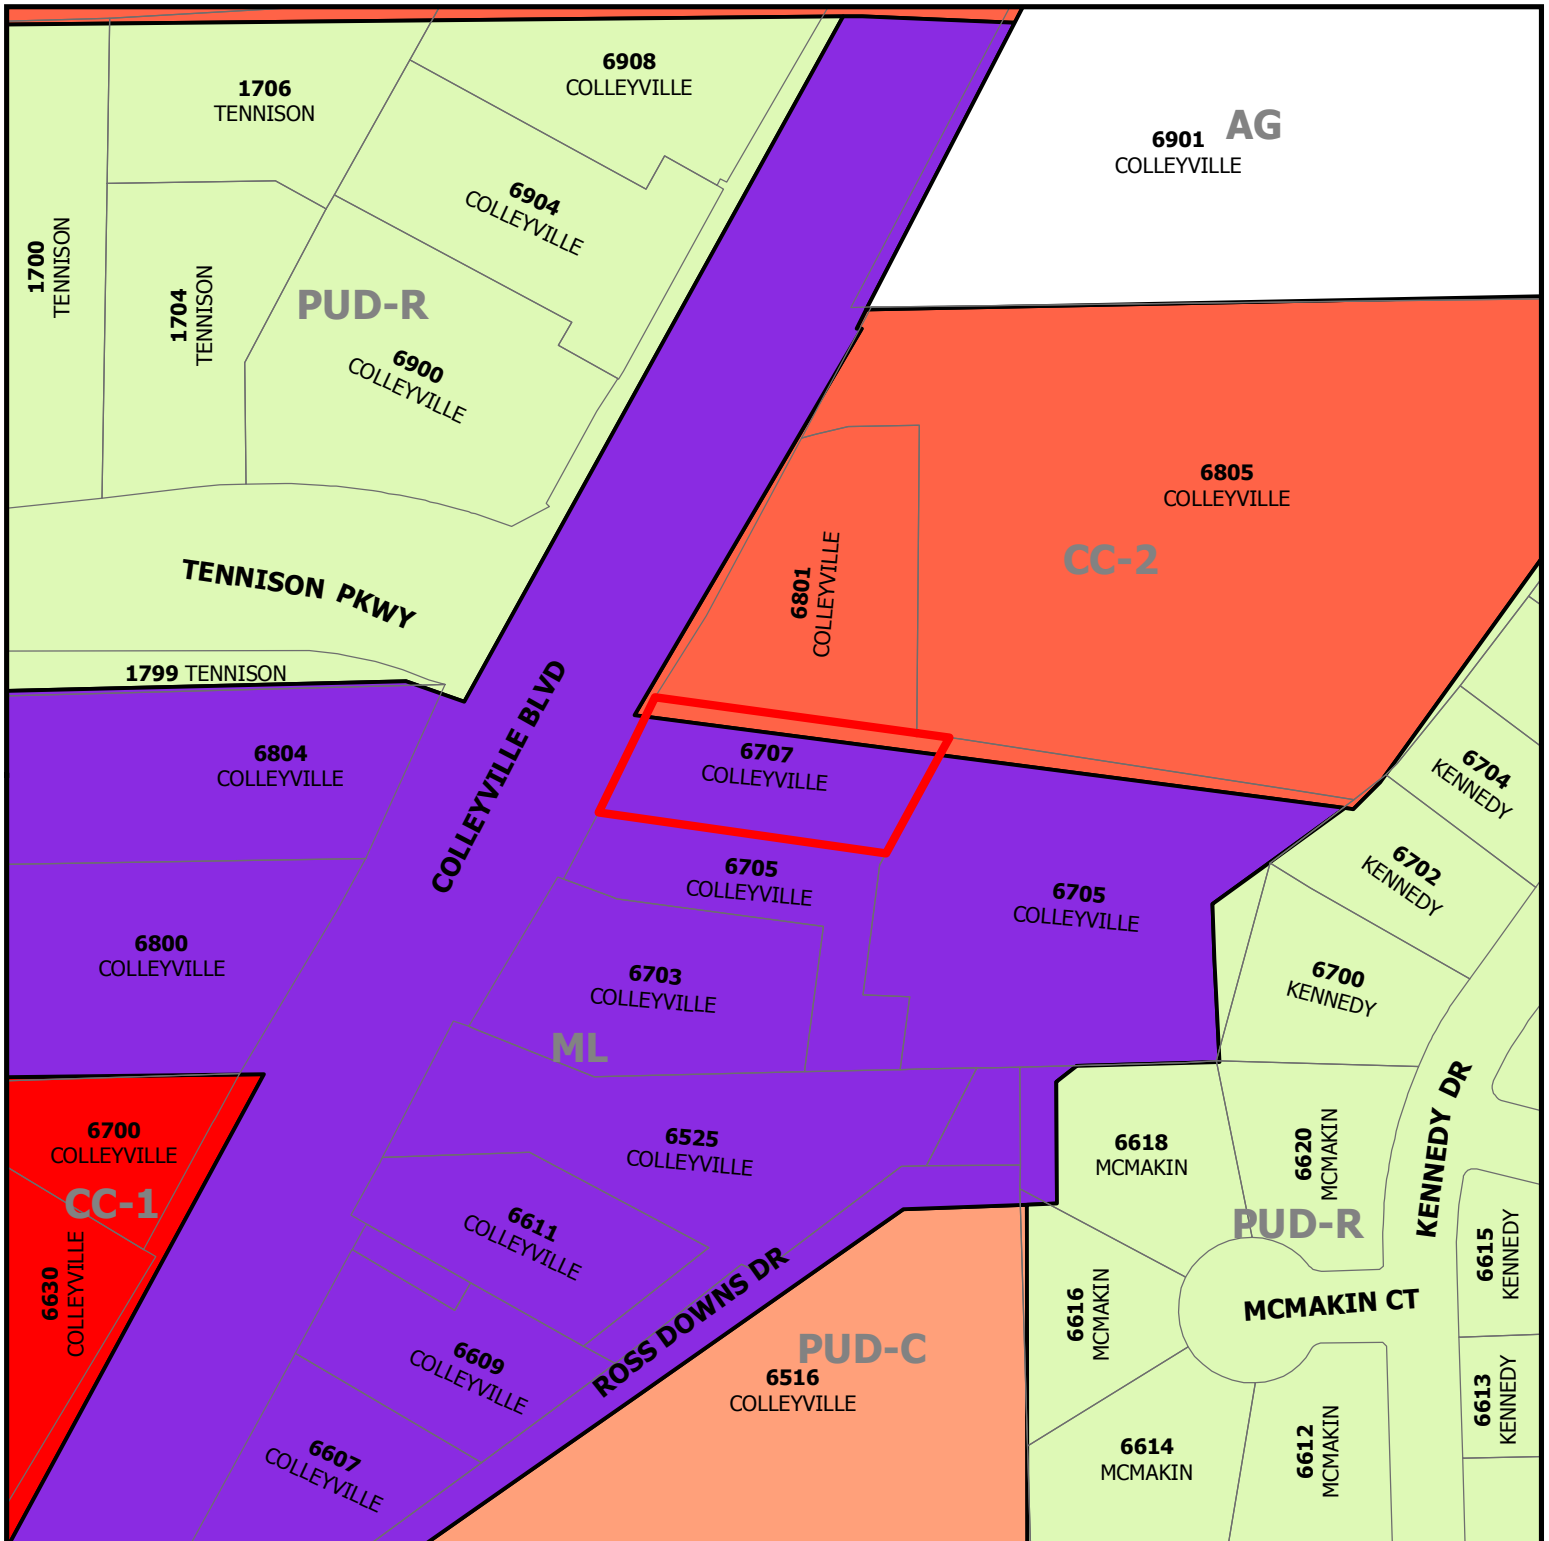 6908
COLLEYVILLE
1706
TENNISON
AG
6901
COLLEYVILLE
6904
COLLEYVILLE
1700
TENNISON
1704
TENNISON
PUD-R
6900
COLLEYVILLE
6805
COLLEYVILLE
CC-2
6801
COLLEYVILLE
TENNISON PKWY
1799 TENNISON
COLLEYVILLE BLVD
6804
COLLEYVILLE
6707
COLLEYVILLE
6704
KENNEDY
6702
KENNEDY
6705
COLLEYVILLE
6705
COLLEYVILLE
6800
COLLEYVILLE
6703
COLLEYVILLE
6700
KENNEDY
ML
KENNEDY DR
6700
COLLEYVILLE
6525
COLLEYVILLE
6618
MCMAKIN
6620
MCMAKIN
CC-1
PUD-R
6611
COLLEYVILLE
6630
COLLEYVILLE
6615
KENNEDY
6616
MCMAKIN
MCMAKIN CT
ROSS DOWNS DR
PUD-C
6609
COLLEYVILLE
6516
COLLEYVILLE
6613
KENNEDY
6607
COLLEYVILLE
6614
MCMAKIN
6612
MCMAKIN